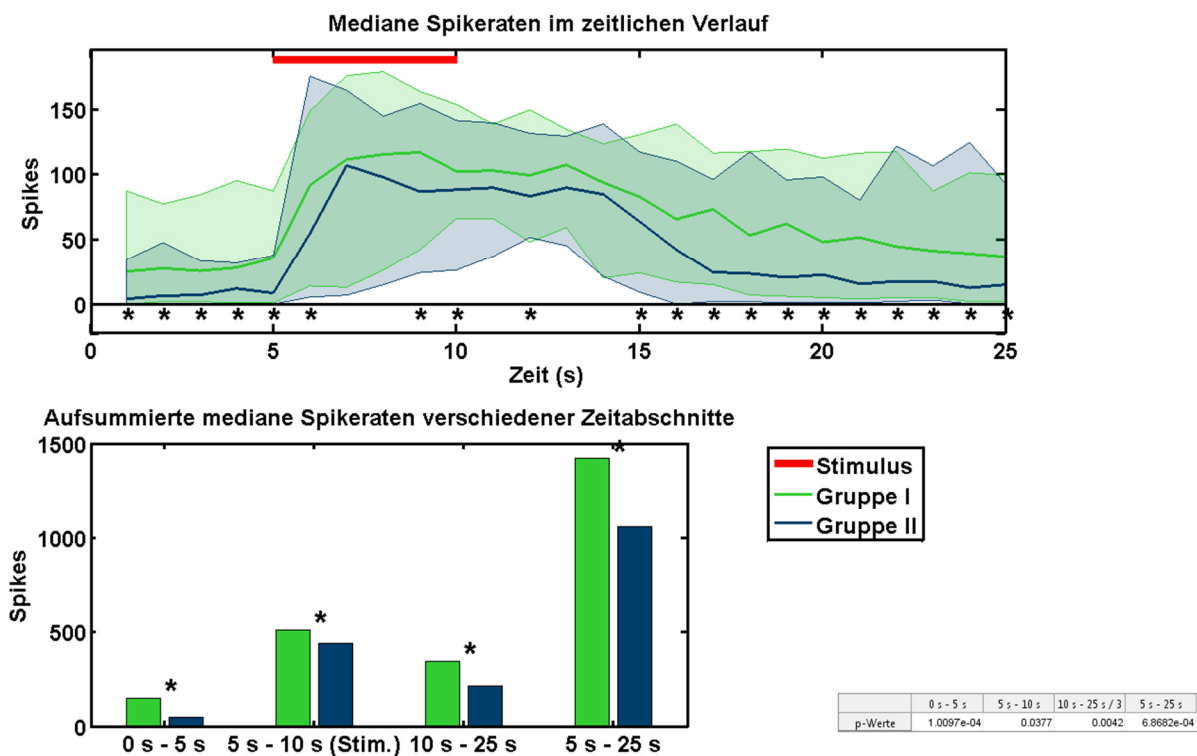 Mediane Spikeraten im zeitlichen Verlauf
Spikes
150
100
50
0
* * * * * * * * * * * * * * * * * * * *
0 5 10 15 20 25
Zeit (s)
Aufsummierte mediane Spikeraten verschiedener Zeitabschnitte
Spikes
1500
1000
500
0
* * * *
0 s - 5 s 5 s - 10 s (Stim.) 10 s - 25 s 5 s - 25 s
Stimulus
Gruppe I
Gruppe II
0 s - 5 s 5 s - 10 s 10 s - 25 s / 3 5 s - 25 s
p-Werte 1.0097e-04 0.0377 0.0042 6.8682e-04